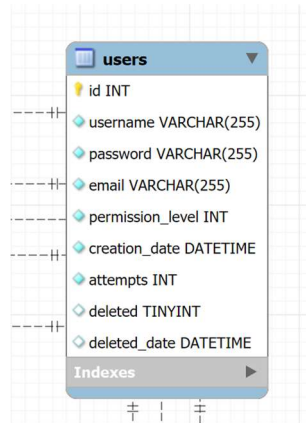 users
id INT
username VARCHAR(255)
password VARCHAR(255)
email VARCHAR(255)
permission_level INT
creation_date DATETIME
attempts INT
deleted TINYINT
deleted_date DATETIME
Indexes